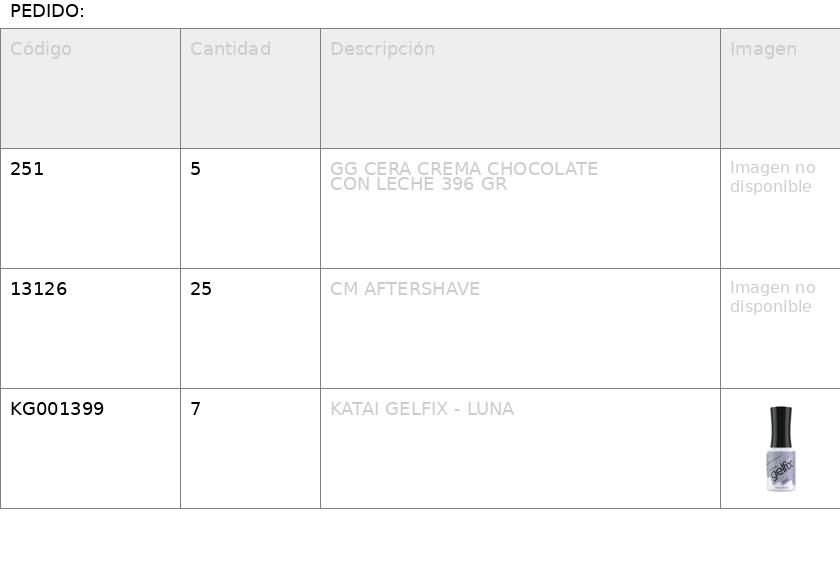 PEDIDO:
Código Cantidad Descripción Imagen
251 5 GG CERA CREMA CHOCOLATE Imagen no
CON LECHE 396 GR disponible
13126 25 CM AFTERSHAVE Imagen no
disponible
KG001399 7 KATAI GELFIX - LUNA
gelfix